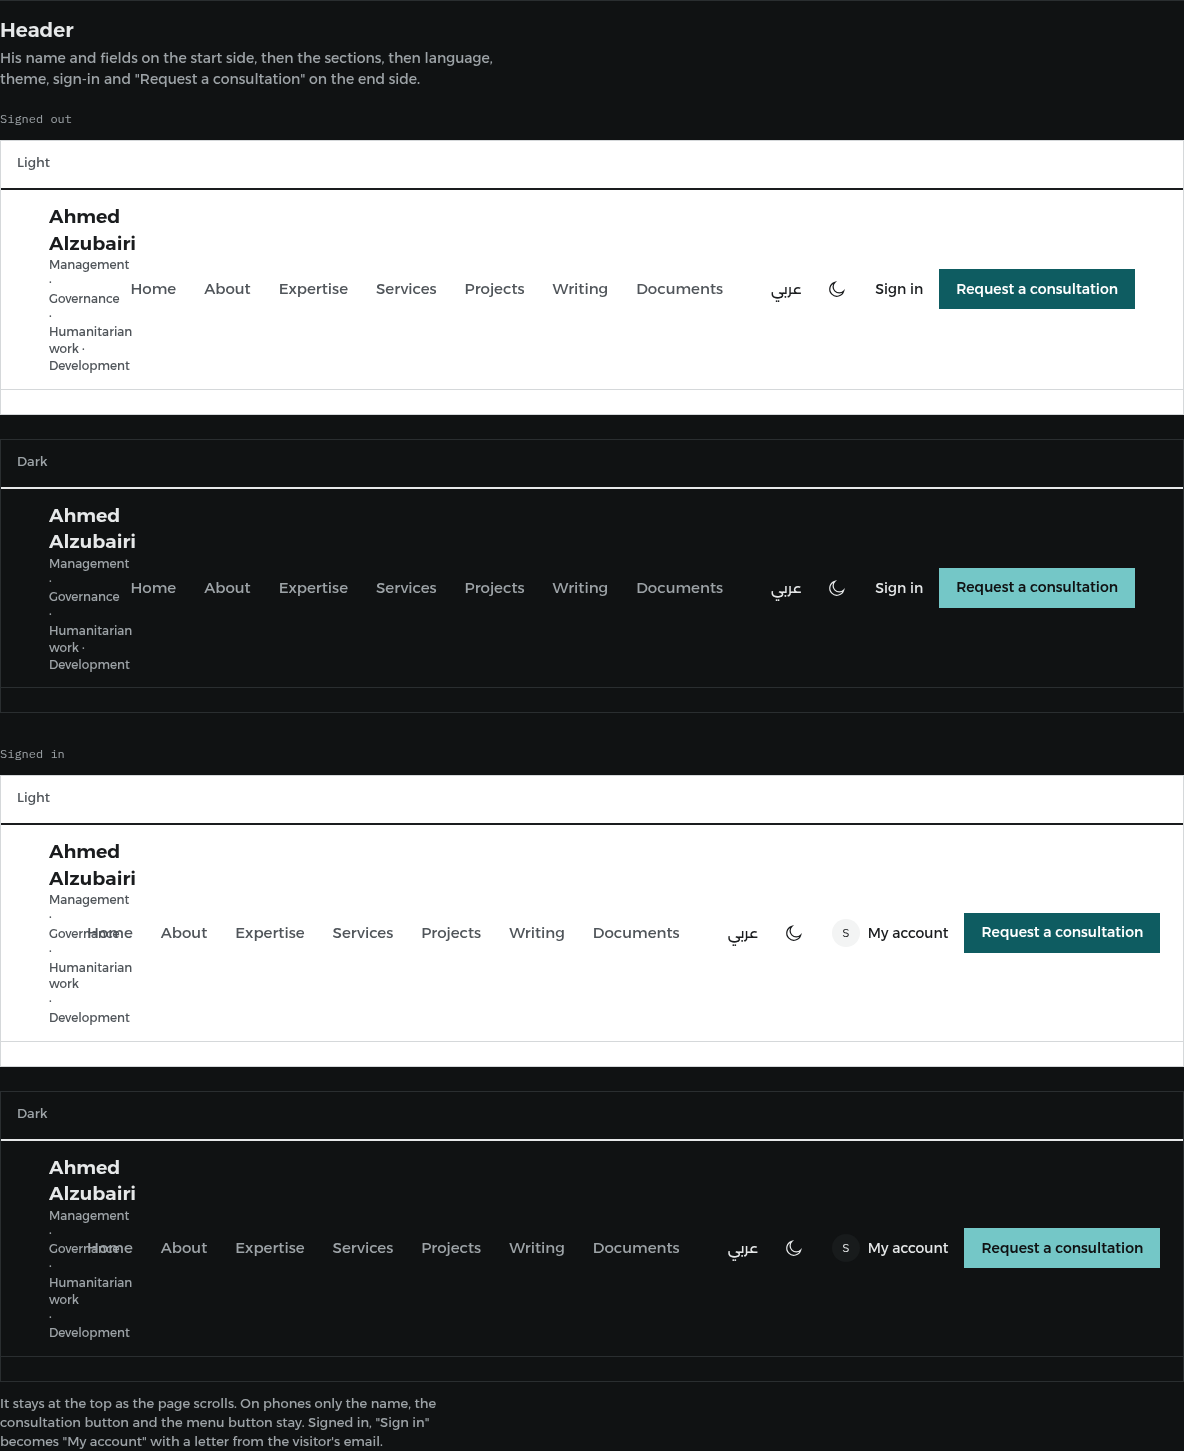 Header
His name and fields on the start side, then the sections, then language,
theme, sign-in and "Request a consultation" on the end side.
Signed out
Light
Ahmed
Alzubairi
Management
·
Governance
·
Humanitarian
work ·
Development
Home About Expertise Services Projects Writing Documents عربي Sign in Request a consultation
Dark
Ahmed
Alzubairi
Management
·
Governance
·
Humanitarian
work ·
Development
Home About Expertise Services Projects Writing Documents عربي Sign in Request a consultation
Signed in
Light
Ahmed
Alzubairi
Management
·
Governance
·
Humanitarian
work
·
Development
Home About Expertise Services Projects Writing Documents عربي S My account Request a consultation
Dark
Ahmed
Alzubairi
Management
·
Governance
·
Humanitarian
work
·
Development
Home About Expertise Services Projects Writing Documents عربي S My account Request a consultation
It stays at the top as the page scrolls. On phones only the name, the
consultation button and the menu button stay. Signed in, "Sign in"
becomes "My account" with a letter from the visitor's email.